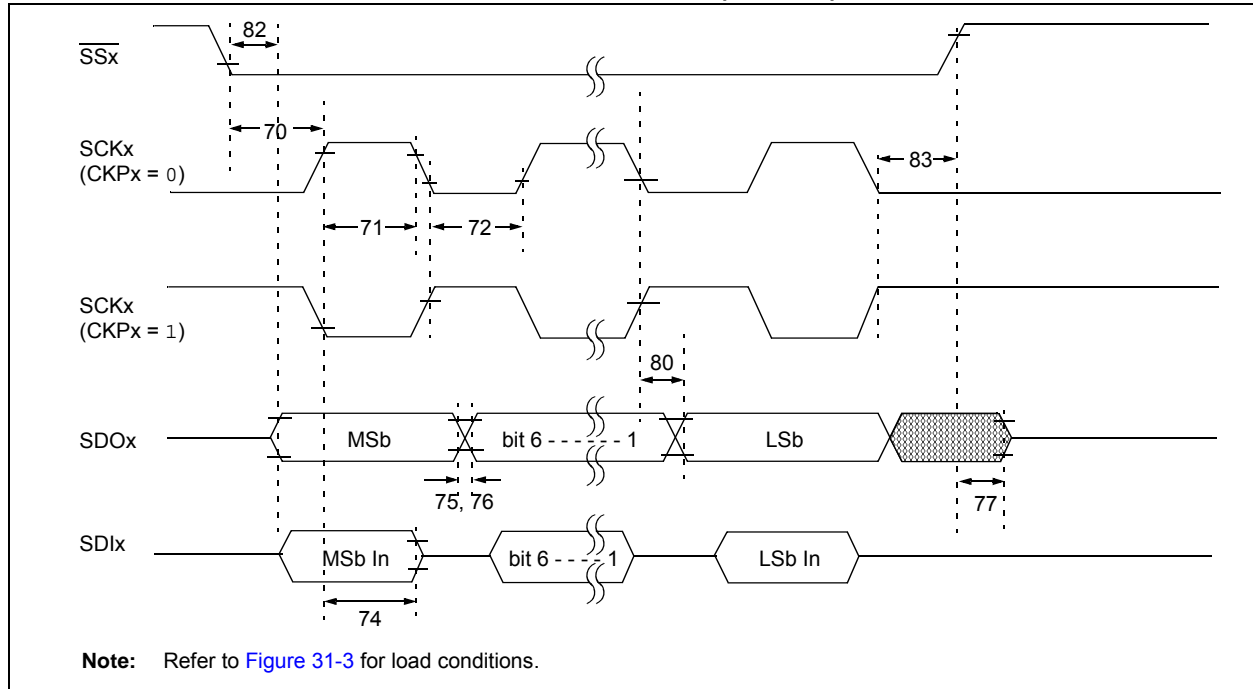 82
SSx
70
SCKx
(CKPx = 0)
83
71
72
SCKx
(CKPx = 1)
80
SDOx
MSb
bit 6 - - - - - - 1
LSb
75, 76
77
SDIx
MSb In
bit 6 - - - - 1
LSb In
74
Note: Refer to Figure 31-3 for load conditions.